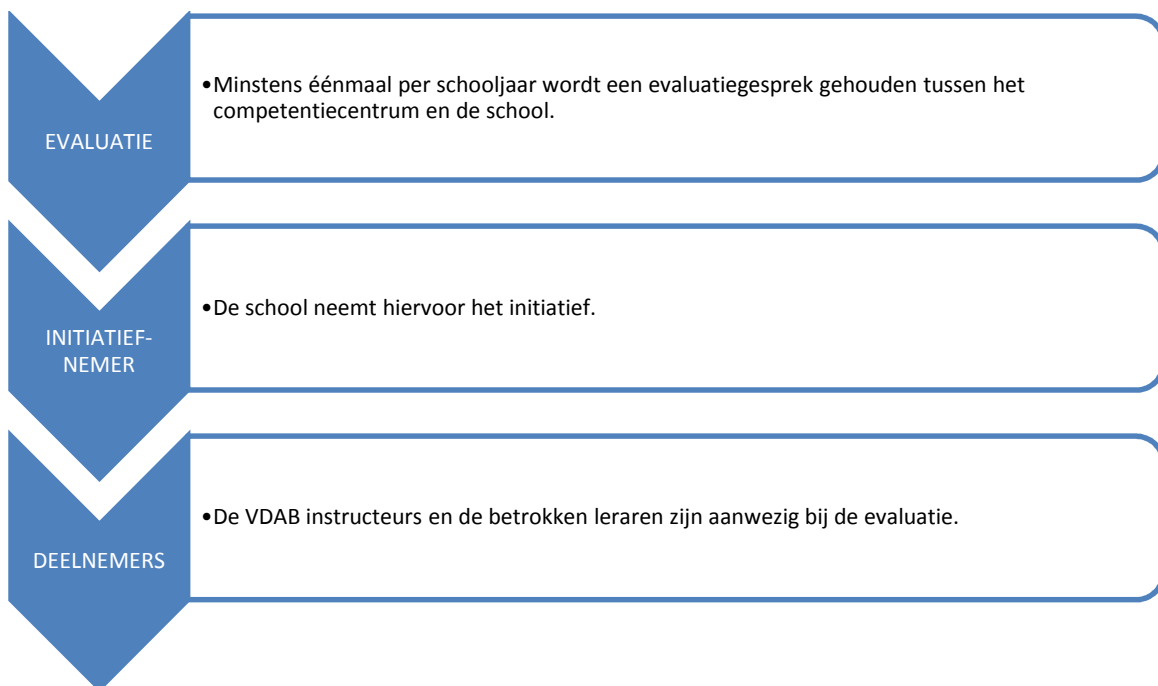 EVALUATIE
•Minstens éénmaal per schooljaar wordt een evaluatiegesprek gehouden tussen het
competentiecentrum en de school.
INITIATIEF-
NEMER
•De school neemt hiervoor het initiatief.
DEELNEMERS
•De VDAB instructeurs en de betrokken leraren zijn aanwezig bij de evaluatie.